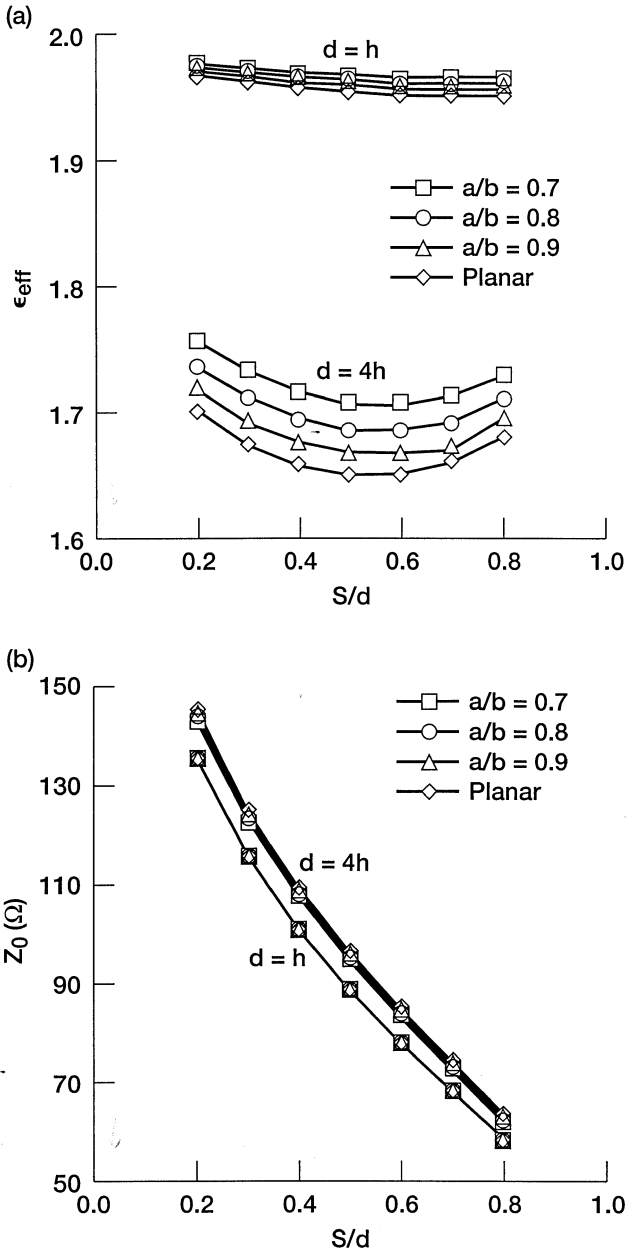 (a)
2.0
1.9
1.8
1.7
1.6
ϵeff
d = h
a/b = 0.7
a/b = 0.8
a/b = 0.9
Planar
d = 4h
0.0 0.2 0.4 0.6 0.8 1.0
S/d
(b)
150
130
110
90
70
50
Z0 (Ω)
a/b = 0.7
a/b = 0.8
a/b = 0.9
Planar
d = 4h
d = h
0.0 0.2 0.4 0.6 0.8 1.0
S/d